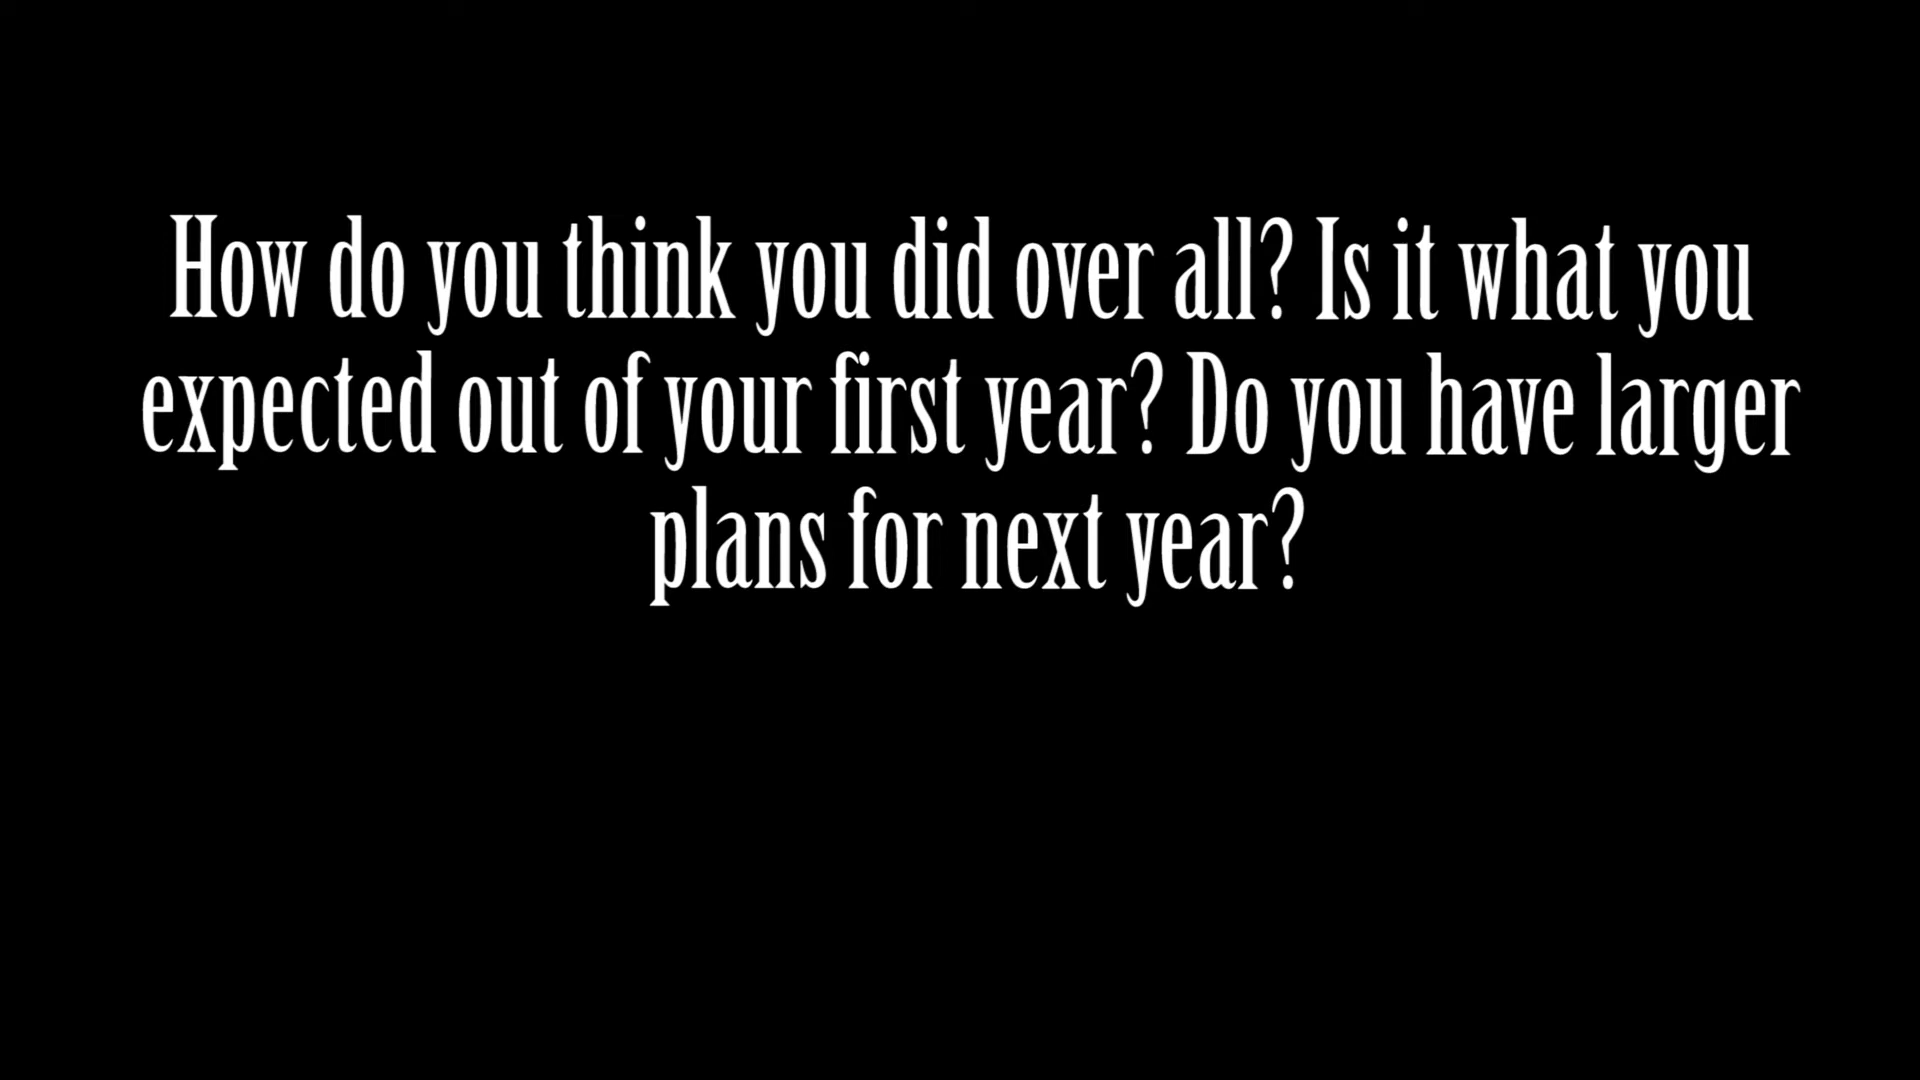 How do you think you did over all? Is it what you
expected out of your first year? Do you have larger
plans for next year?